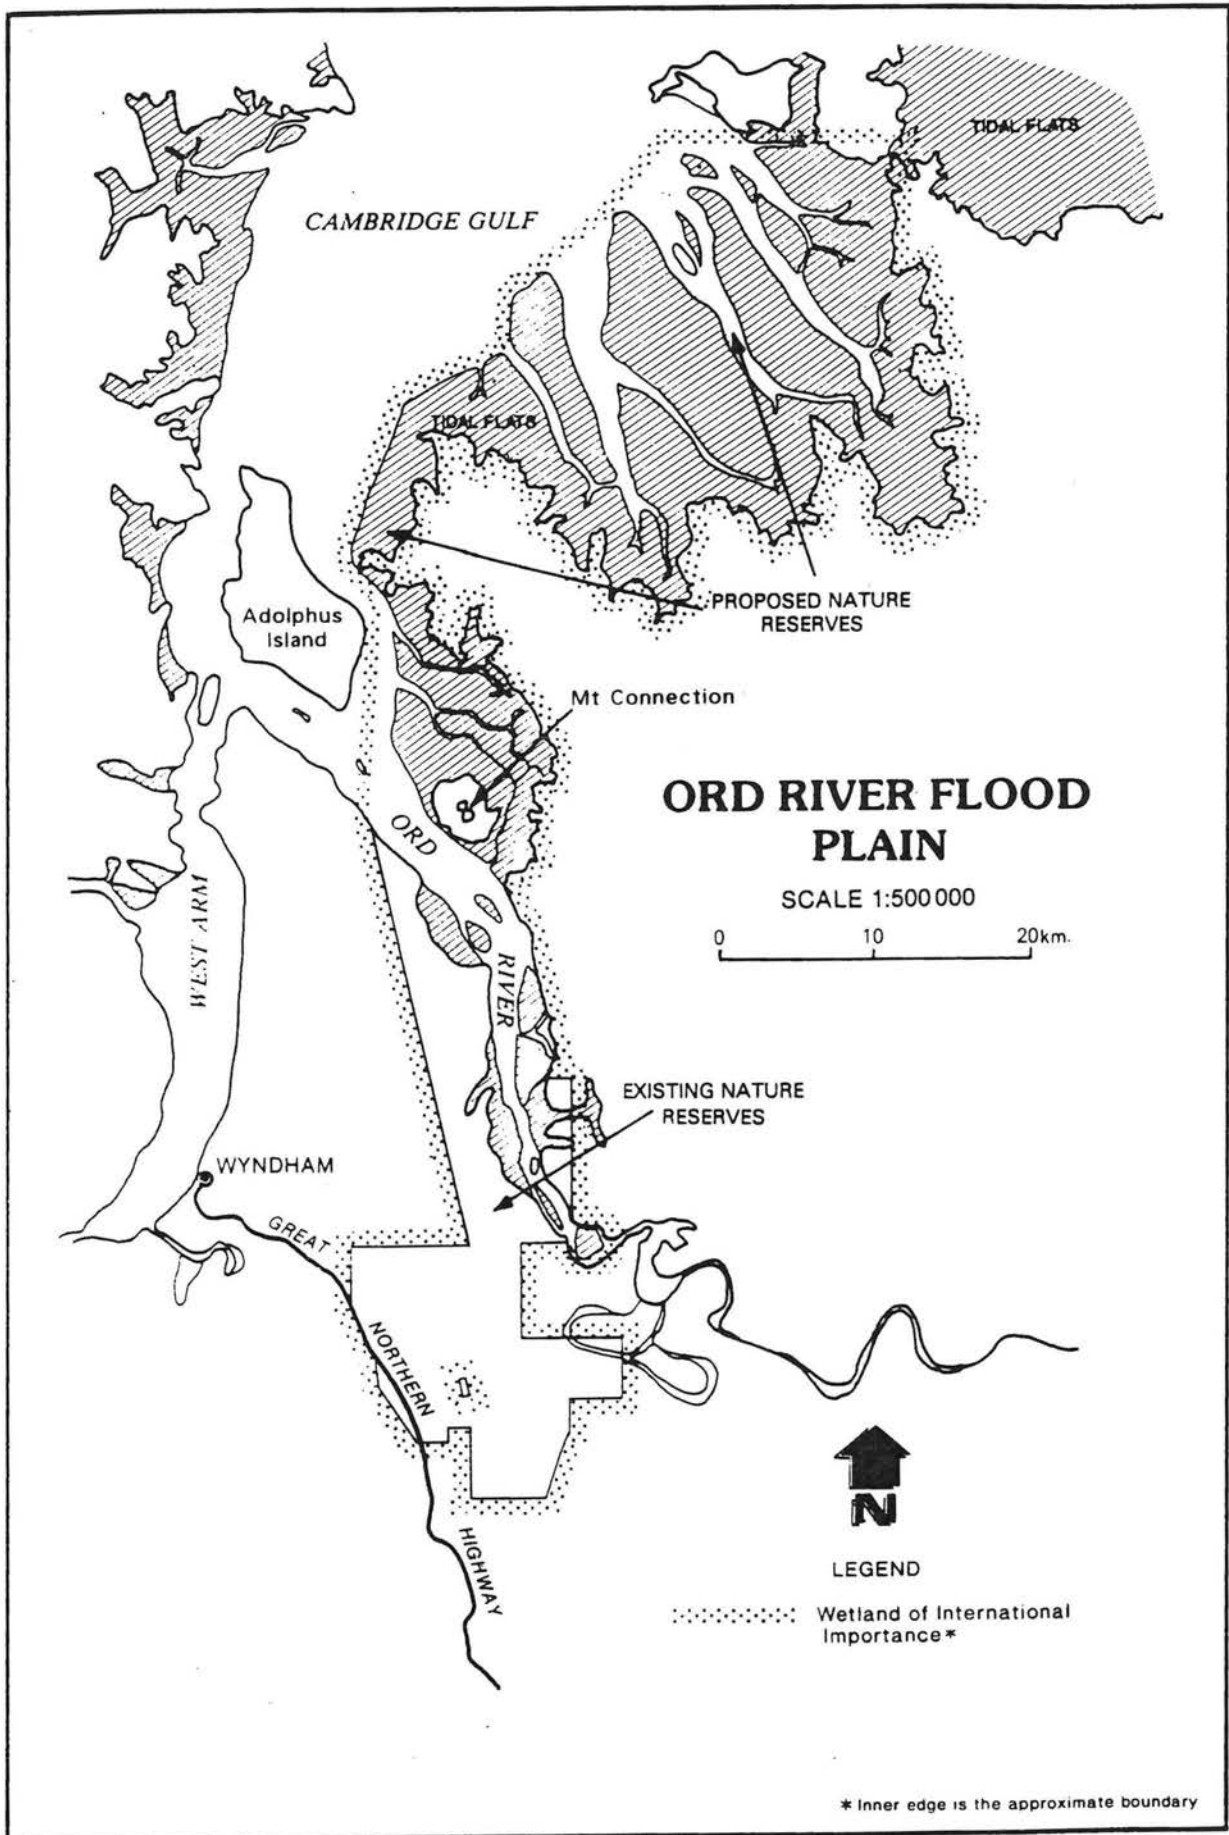 TIDAL FLATS
CAMBRIDGE GULF
TIDAL FLATS
PROPOSED NATURE
RESERVES
Adolphus
Island
Mt Connection
ORD RIVER FLOOD
PLAIN
SCALE 1:500 000
0 10 20km.
ORD
RIVER
WEST ARM
EXISTING NATURE
RESERVES
WYNDHAM
GREAT
NORTHERN
HIGHWAY
N
LEGEND
Wetland of International
Importance*
* Inner edge is the approximate boundary